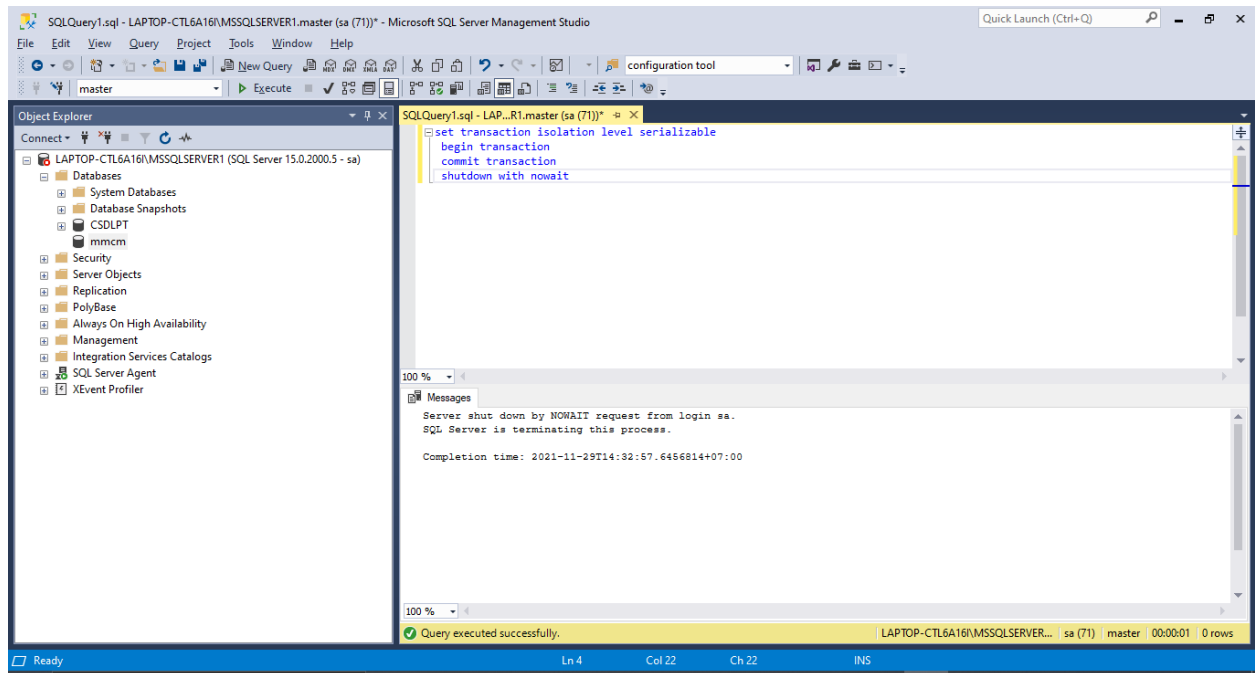 SQLQuery1.sql - LAPTOP-CTL6A16I\MSSQLSERVER1.master (sa (71))* - Microsoft SQL Server Management Studio
Quick Launch (Ctrl+Q)
File Edit View Query Project Tools Window Help
New Query MDX DMX XMLA DAX configuration tool
master Execute
Object Explorer
Connect
LAPTOP-CTL6A16I\MSSQLSERVER1 (SQL Server 15.0.2000.5 - sa)
Databases
System Databases
Database Snapshots
CSDLPT
mmcm
Security
Server Objects
Replication
PolyBase
Always On High Availability
Management
Integration Services Catalogs
SQL Server Agent
XEvent Profiler
SQLQuery1.sql - LAP...R1.master (sa (71))*
set transaction isolation level serializable
begin transaction
commit transaction
shutdown with nowait
100 %
Messages
Server shut down by NOWAIT request from login sa.
SQL Server is terminating this process.
Completion time: 2021-11-29T14:32:57.6456814+07:00
100 %
Query executed successfully.
LAPTOP-CTL6A16I\MSSQLSERVER... sa (71) master 00:00:01 0 rows
Ready Ln 4 Col 22 Ch 22 INS